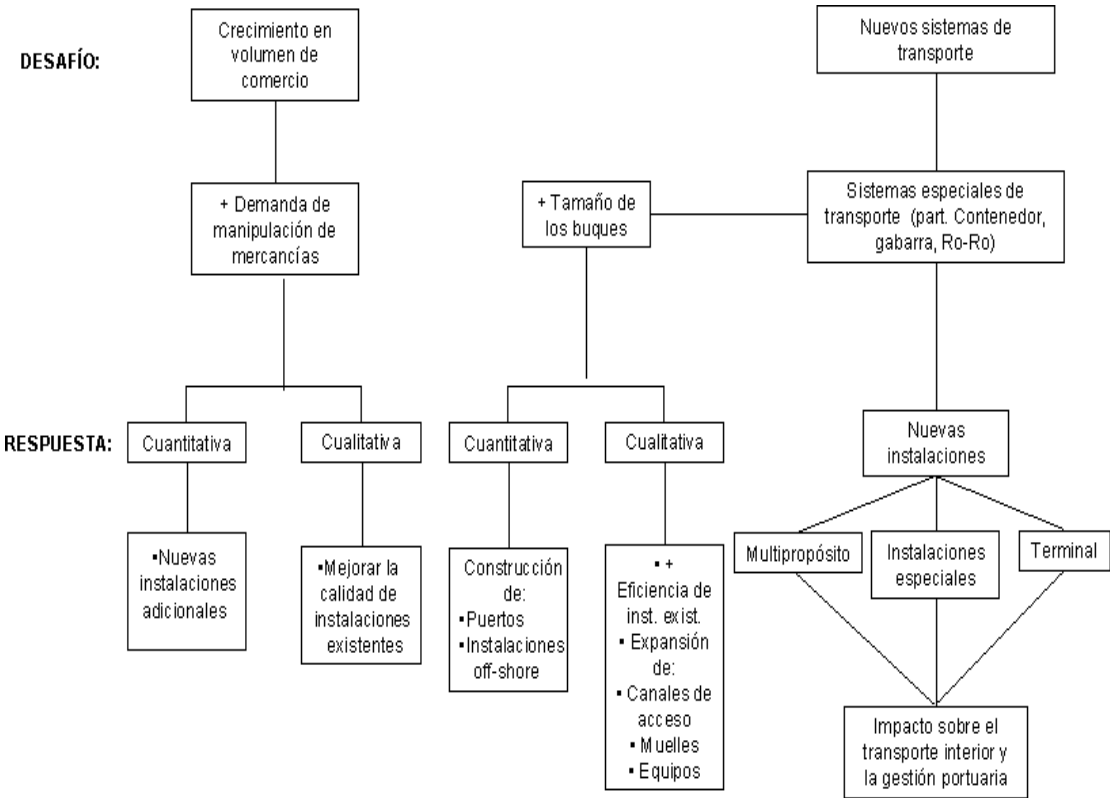 DESAFÍO:
Crecimiento en
volumen de
comercio
Nuevos sistemas de
transporte
+ Demanda de
manipulación de
mercancías
+ Tamaño de
los buques
Sistemas especiales de
transporte (part. Contenedor,
gabarra, Ro-Ro)
RESPUESTA:
Cuantitativa
Cualitativa
Cuantitativa
Cualitativa
Nuevas
instalaciones
▪Nuevas
instalaciones
adicionales
▪Mejorar la
calidad de
instalaciones
existentes
Construcción
de:
▪Puertos
▪Instalaciones
off-shore
▪ +
Eficiencia de
inst. exist.
▪ Expansión
de:
▪ Canales de
acceso
▪ Muelles
▪ Equipos
Multipropósito
Instalaciones
especiales
Terminal
Impacto sobre el
transporte interior y
la gestión portuaria